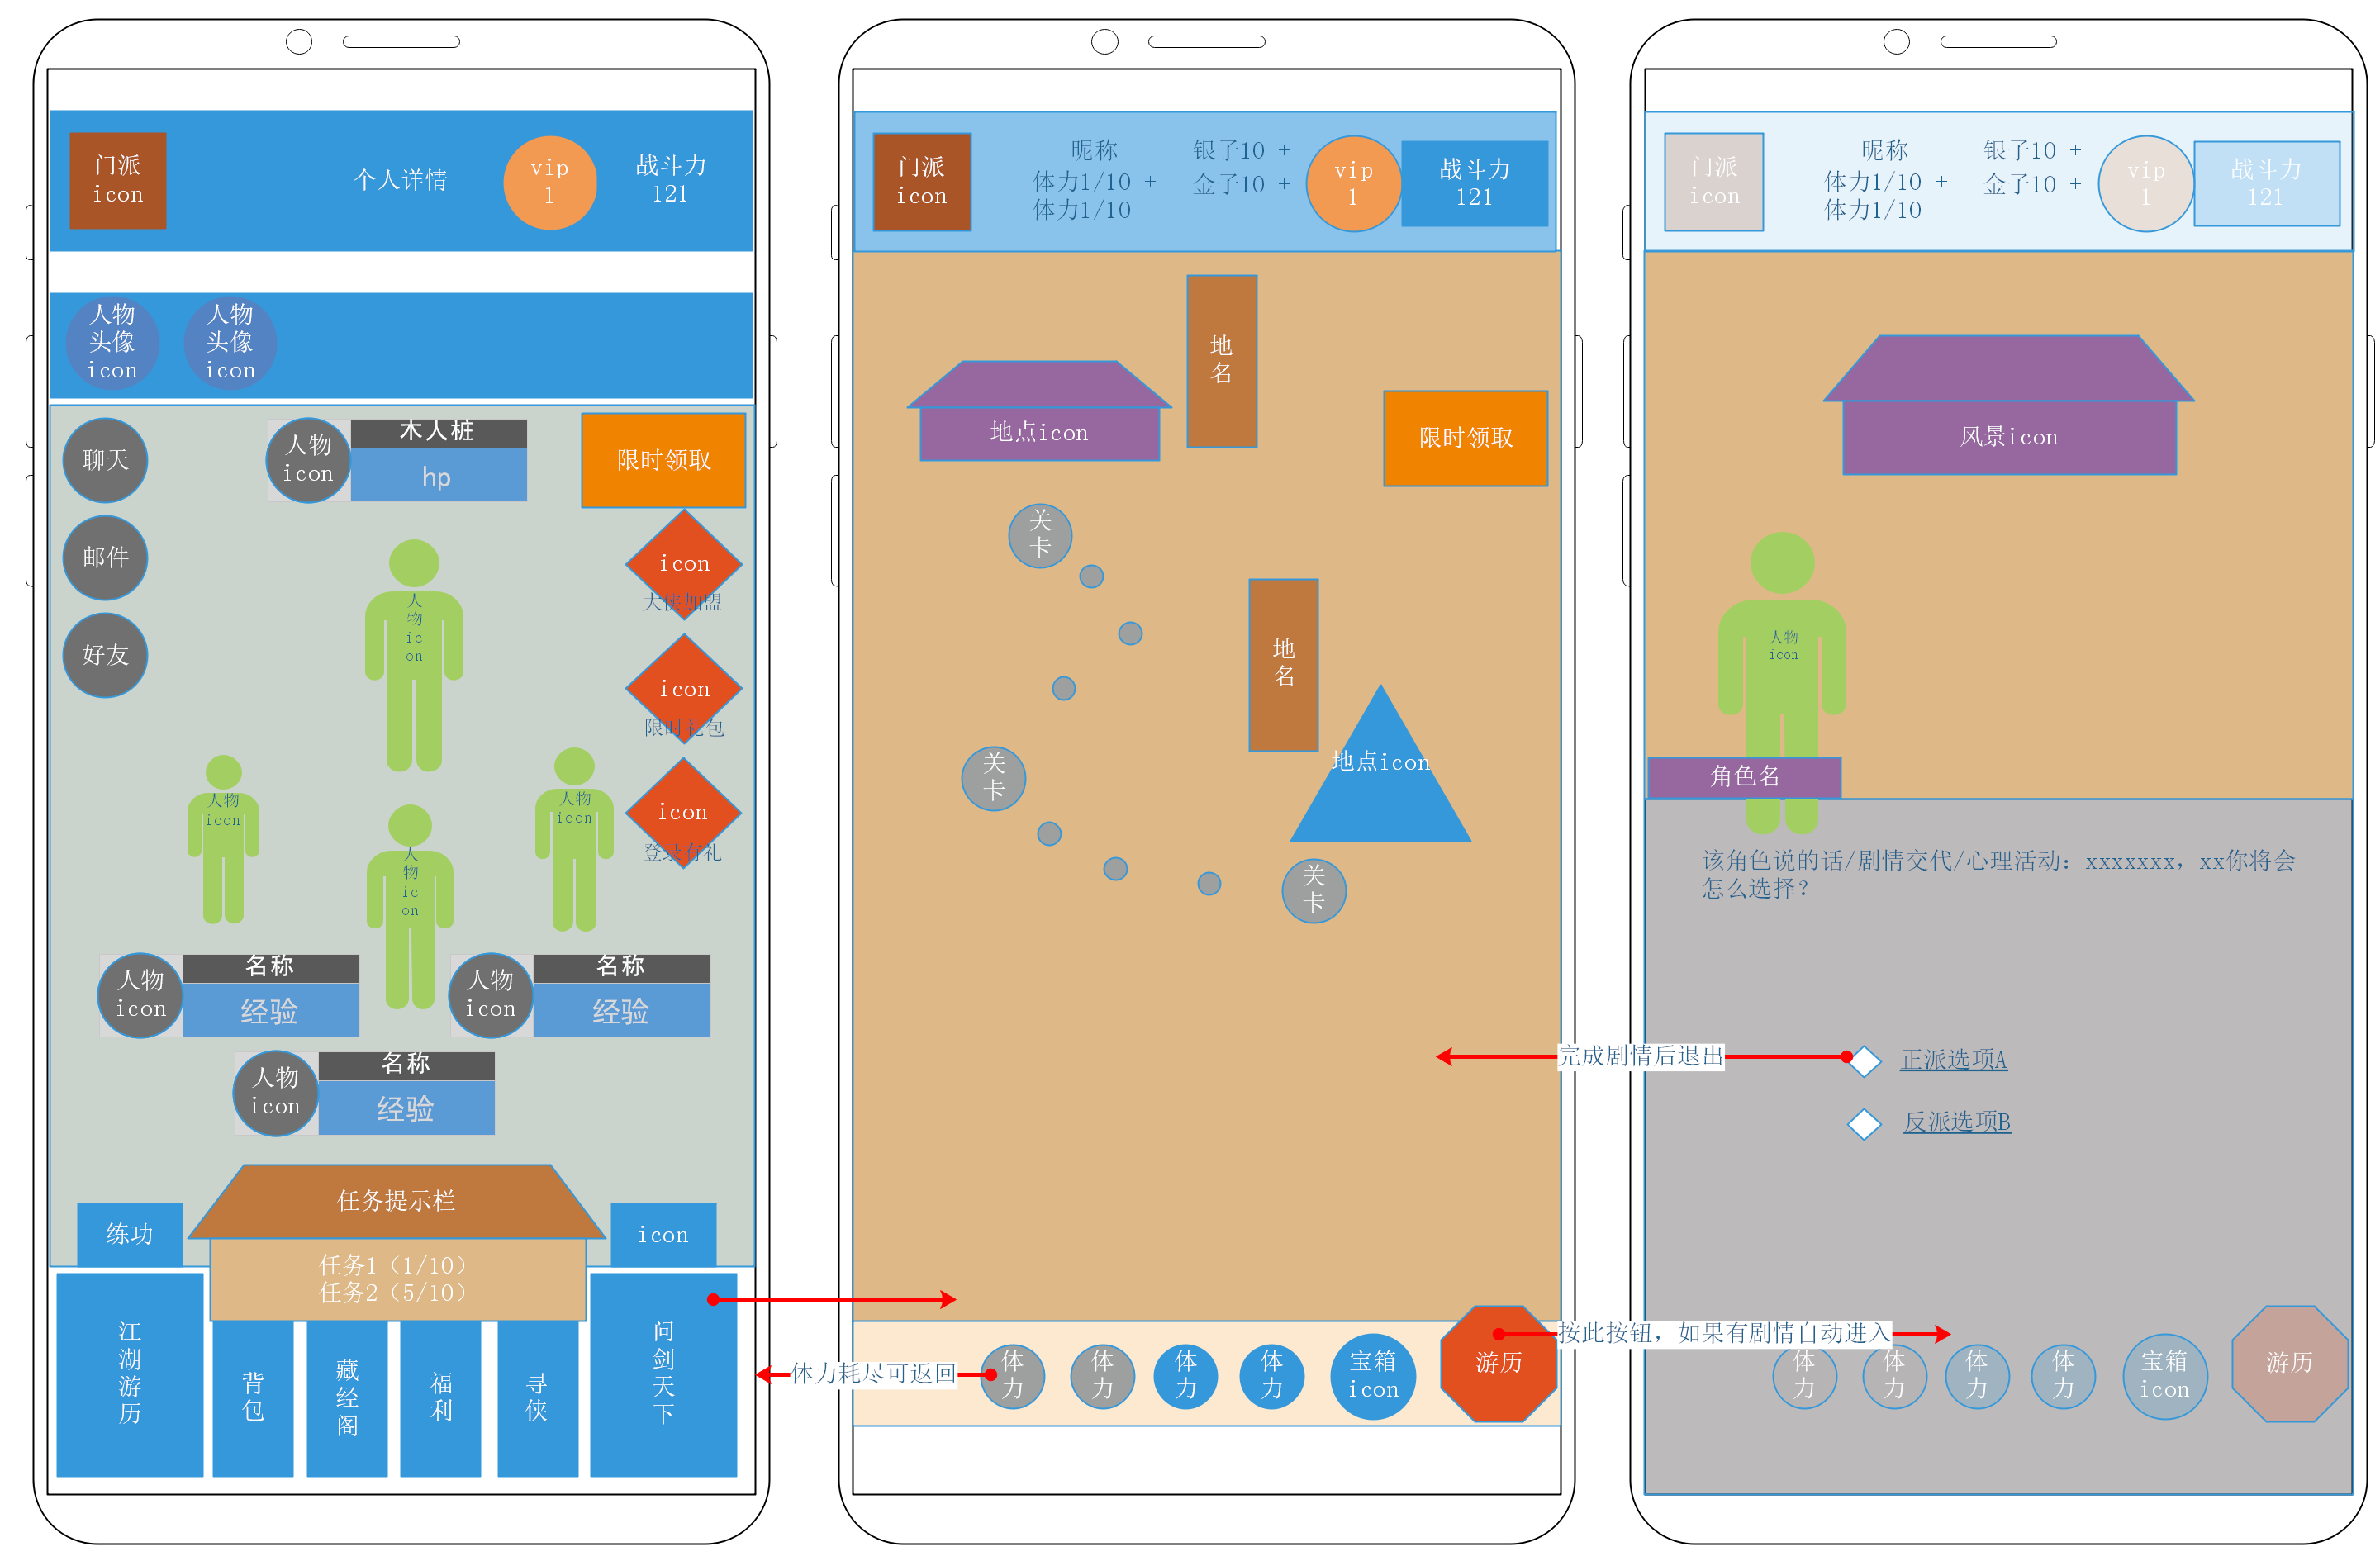 门派
icon
个人详情
vip
1
战斗力
121
人物
头像
icon
人物
头像
icon
聊天
邮件
好友
人物
icon
木人桩
hp
限时领取
icon
大侠加盟
icon
限时礼包
icon
登录有礼
人
物
ic
on
人物
icon
人物
icon
人
物
ic
on
人物
icon
名称
经验
人物
icon
名称
经验
人物
icon
名称
经验
任务提示栏
练功
icon
任务1（1/10）
任务2（5/10）
江
湖
游
历
背
包
藏
经
阁
福
利
寻
侠
问
剑
天
下
体力耗尽可返回
门派
icon
昵称
体力1/10 +
体力1/10
银子10 +
金子10 +
vip
1
战斗力
121
地
名
地点icon
限时领取
关
卡
地
名
地点icon
关
卡
关
卡
完成剧情后退出
体
力
体
力
体
力
体
力
宝箱
icon
游历
按此按钮，如果有剧情自动进入
门派
icon
昵称
体力1/10 +
体力1/10
银子10 +
金子10 +
vip
1
战斗力
121
风景icon
人物
icon
角色名
该角色说的话/剧情交代/心理活动：xxxxxxx，xx你将会
怎么选择？
正派选项A
反派选项B
体
力
体
力
体
力
体
力
宝箱
icon
游历